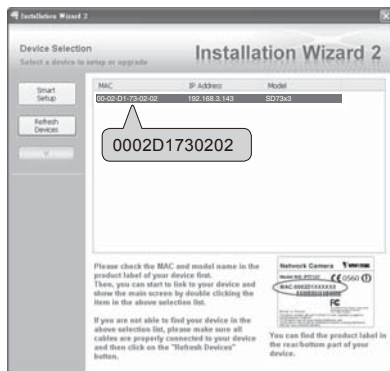 Installation Wizard 2
Device Selection
Select a device to setup or upgrade
Installation Wizard 2
Smart
Setup
Refresh
Devices
MAC IP Address Model
00-02-D1-73-02-02 192.168.3.143 SD73x3
0002D1730202
Please check the MAC and model name in the
product label of your device first.
Then, you can start to link to your device and
show the main screen by double clicking the
item in the above selection list.
If you are not able to find your device in the
above selection list, please make sure all
cables are properly connected to your device
and then click on the "Refresh Devices"
button.
Network Camera
0560
MAC:0002D1XXXXXX
FC
You can find the product label in
the rear/bottom part of your
device.